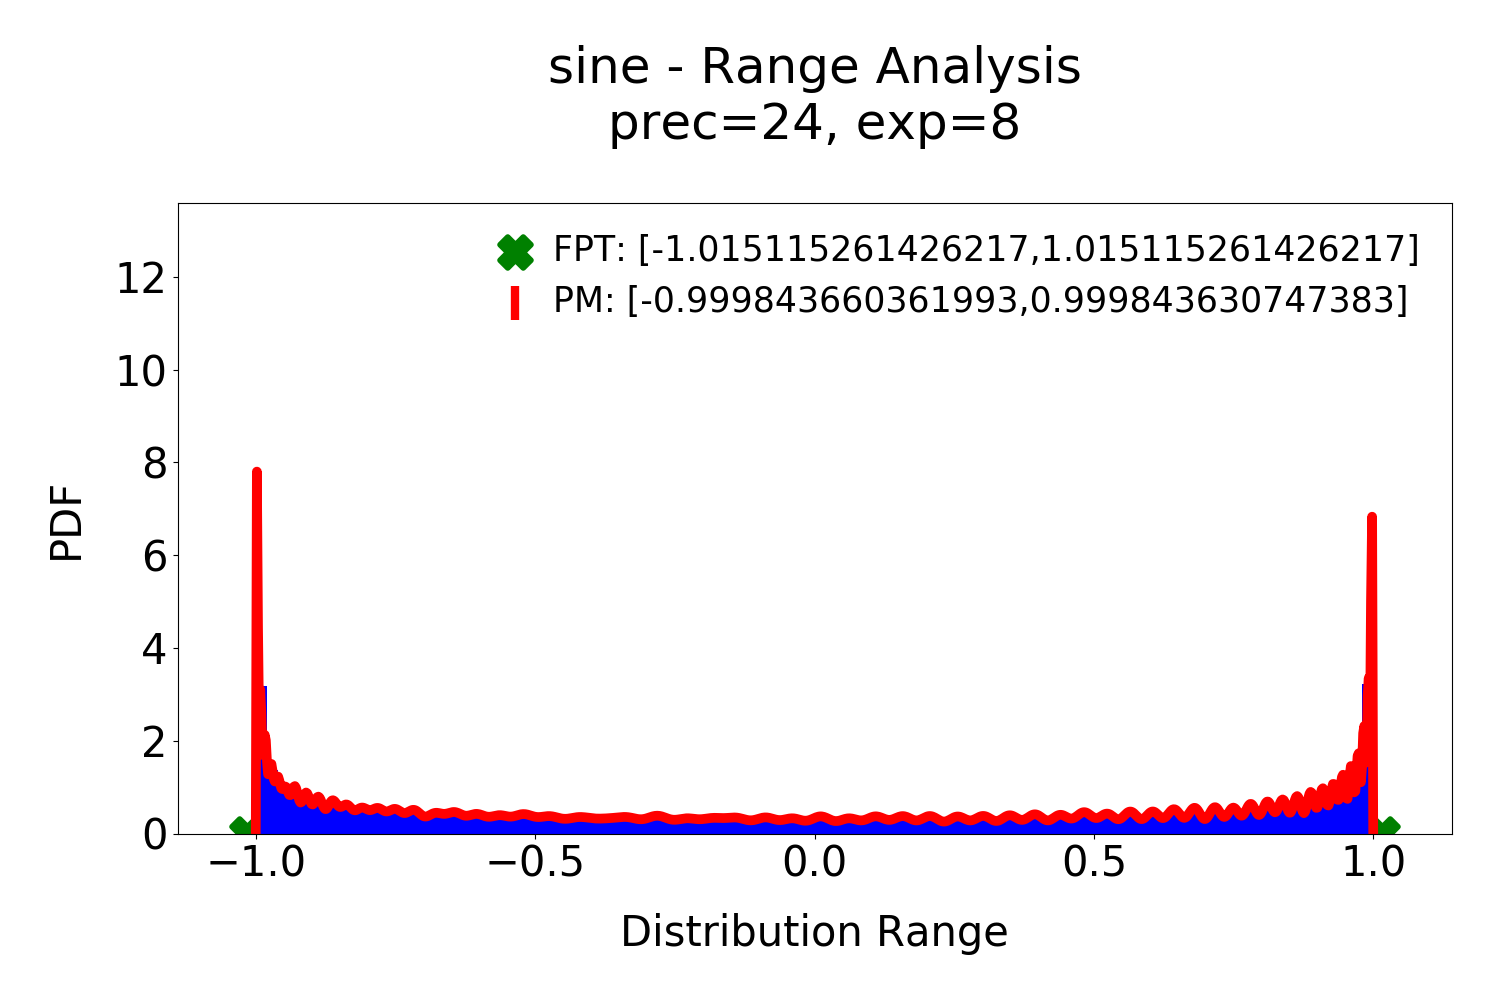 sine - Range Analysis
prec=24, exp=8
FPT: [-1.015115261426217,1.015115261426217]
PM: [-0.999843660361993,0.999843630747383]
12
10
8
6
4
2
0
PDF
−1.0 −0.5 0.0 0.5 1.0
Distribution Range